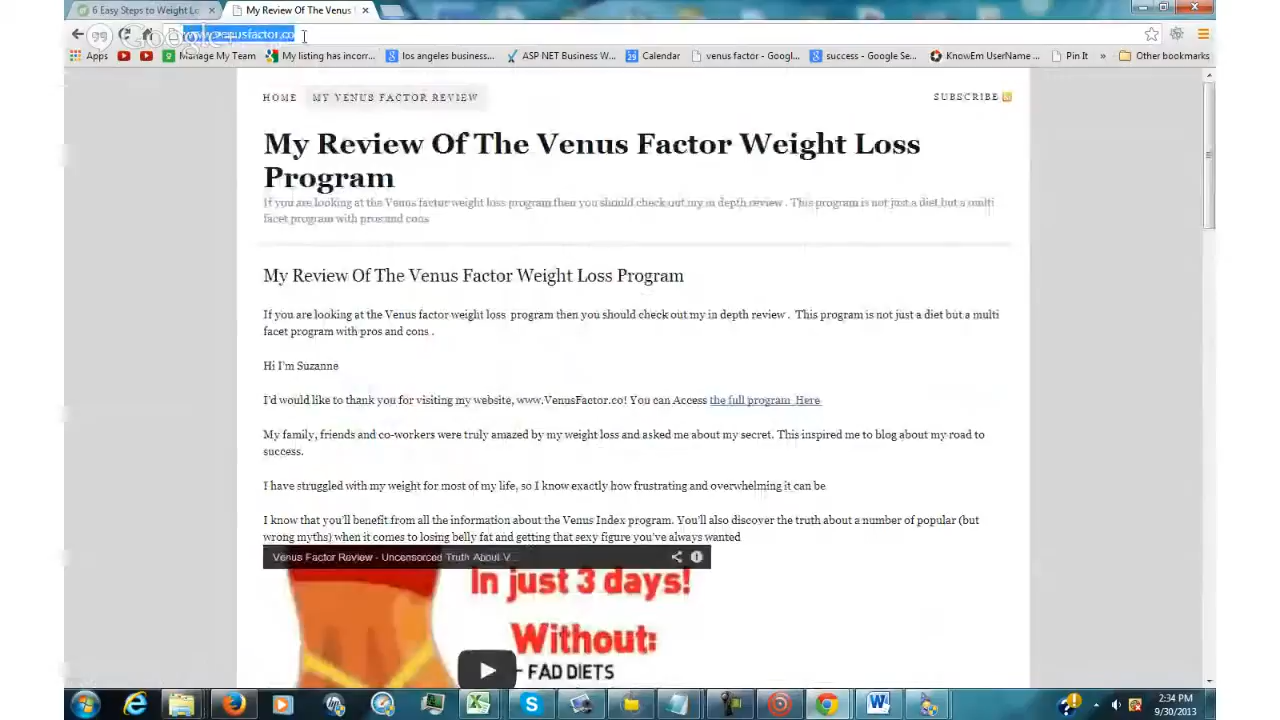 6 Easy Steps to Weight Lo
My Review Of The Venus
www.venusfactor.co
Google+
Apps
Manage My Team
My listing has incorr...
los angeles business...
ASP NET Business W...
Calendar
venus factor - Googl...
success - Google Se...
KnowEm UserName ...
Pin It
»
Other bookmarks
HOME
MY VENUS FACTOR REVIEW
SUBSCRIBE
My Review Of The Venus Factor Weight Loss
Program
If you are looking at the Venus factor weight loss program then you should check out my in depth review . This program is not just a diet but a multi
facet program with pros and cons
My Review Of The Venus Factor Weight Loss Program
If you are looking at the Venus factor weight loss program then you should check out my in depth review . This program is not just a diet but a multi
facet program with pros and cons .
Hi I'm Suzanne
I'd would like to thank you for visiting my website, www.VenusFactor.co! You can Access the full program Here
My family, friends and co-workers were truly amazed by my weight loss and asked me about my secret. This inspired me to blog about my road to
success.
I have struggled with my weight for most of my life, so I know exactly how frustrating and overwhelming it can be
I know that you'll benefit from all the information about the Venus Index program. You'll also discover the truth about a number of popular (but
wrong myths) when it comes to losing belly fat and getting that sexy figure you've always wanted
Venus Factor Review - Uncensorced Truth About V...
In just 3 days!
Without:
- FAD DIETS
2:34 PM
9/30/2013